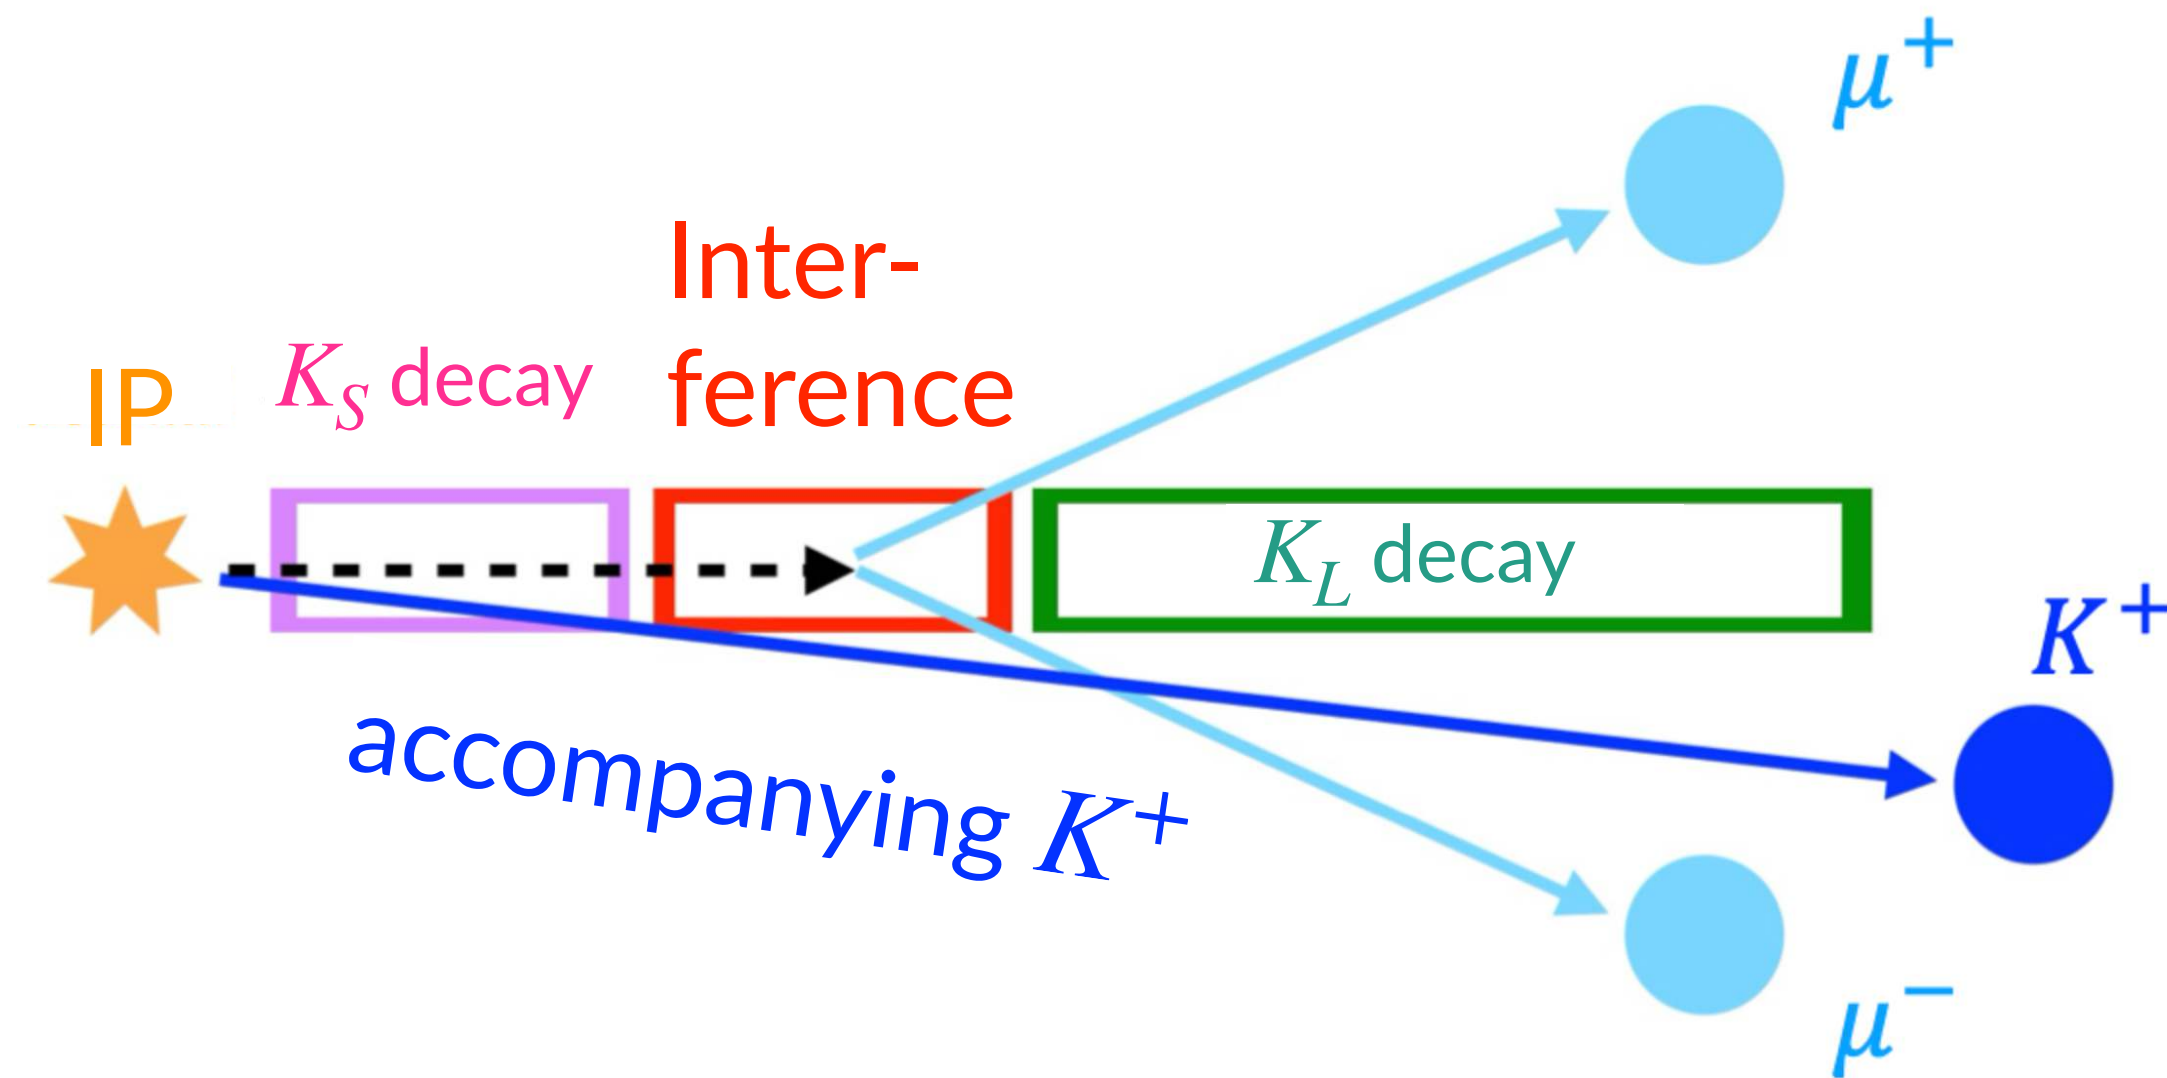 μ⁺
Inter-
ference
K_S decay
IP
K_L decay
K⁺
accompanying K⁺
μ⁻